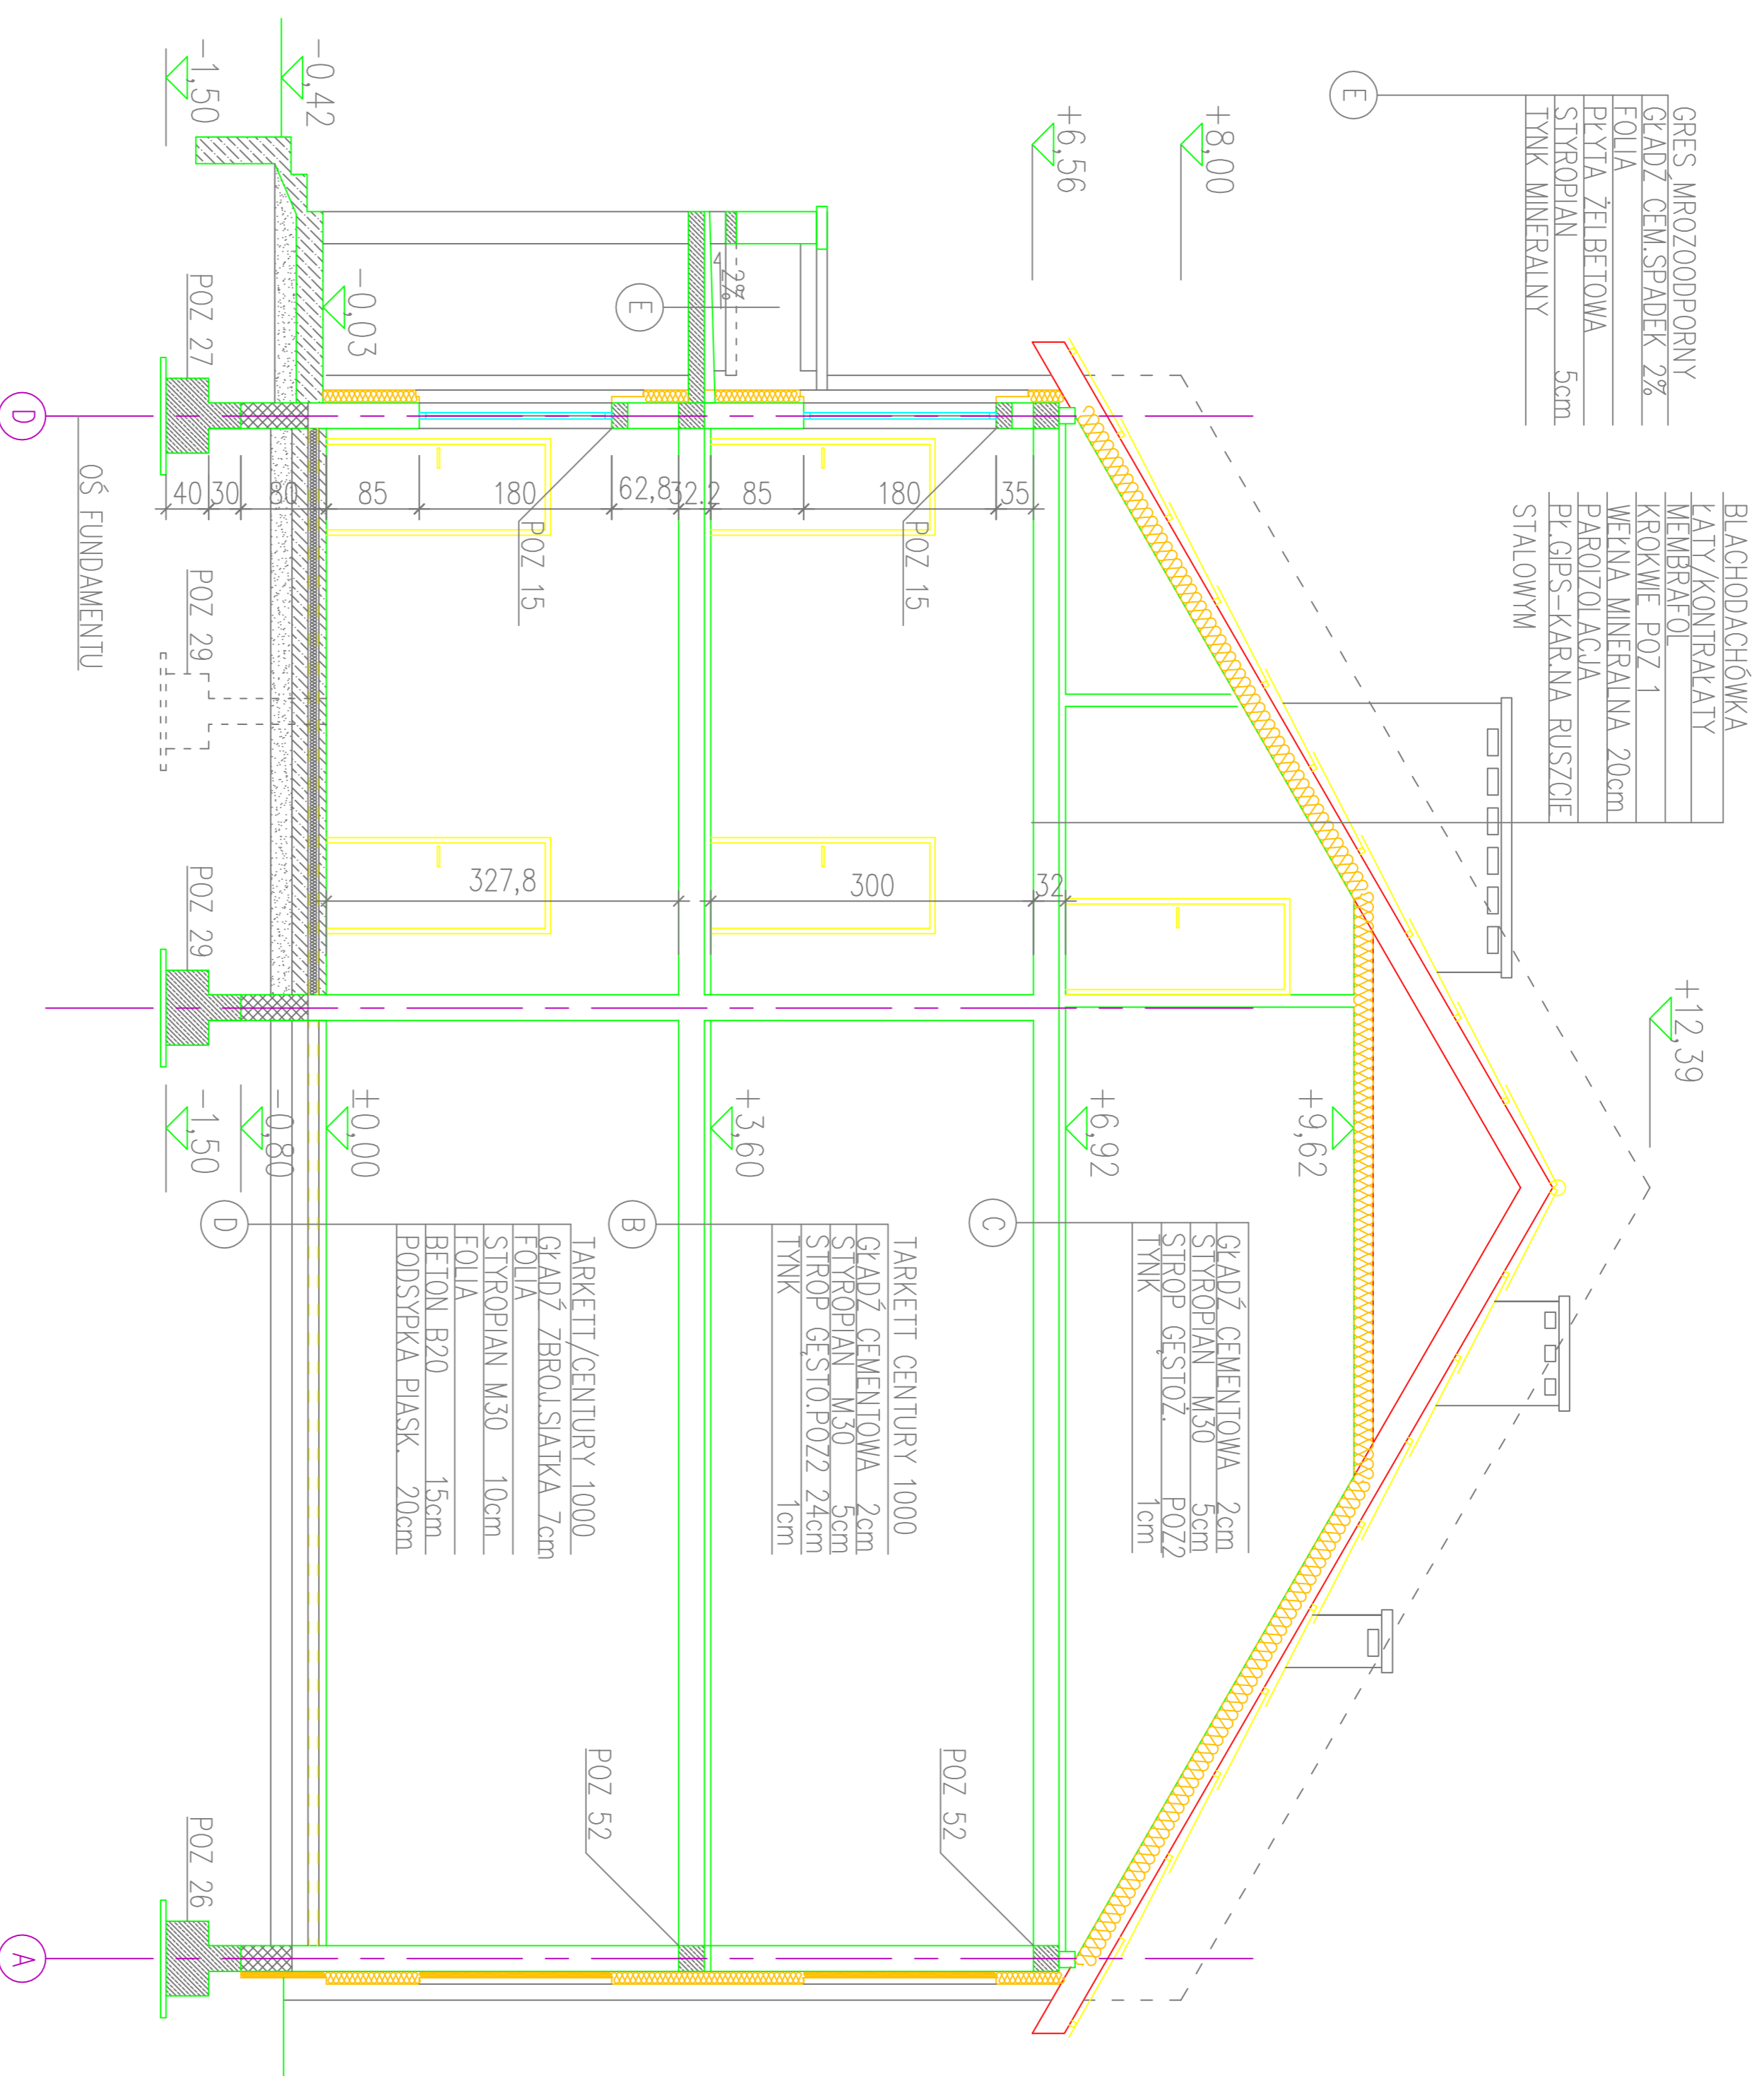 BLACHODACHÓWKA
ŁATY/KONTRAŁATY
MEMBRAFOL
KROKWIE POZ 1
WEŁNA MINERALNA 20cm
PAROIZOLACJA
PŁ.GIPS-KAR.NA RUSZCIE
STALOWYM
GRES MROZOODPORNY
GŁADŹ CEM.SPADEK 2%
FOLIA
PŁYTA ŻELBETOWA
STYROPIAN 5cm
TYNK MINERALNY
E
+12,39
+8,00
+6,56
+9,62
+6,92
+3,60
+0,00
-0,80
-1,50
-0,42
-1,50
-0,03
2%
E
C
GŁADŹ CEMENTOWA 2cm
STYROPIAN M30 5cm
STROP GĘSTOŻ. POZ2
TYNK 1cm
B
TARKETT CENTURY 1000
GŁADŹ CEMENTOWA 2cm
STYROPIAN M30 5cm
STROP GĘSTO.POZ2 24cm
TYNK 1cm
D
TARKETT/CENTURY 1000
GŁADŹ ZBROJ.SIATKA 7cm
FOLIA
STYROPIAN M30 10cm
FOLIA
BETON B20 15cm
PODSYPKA PIASK. 20cm
32
300
327,8
35
180
85
32.2
62,8
180
85
80
30
40
POZ 15
POZ 15
POZ 52
POZ 52
POZ 27
POZ 29
POZ 29
POZ 26
OŚ FUNDAMENTU
D
A